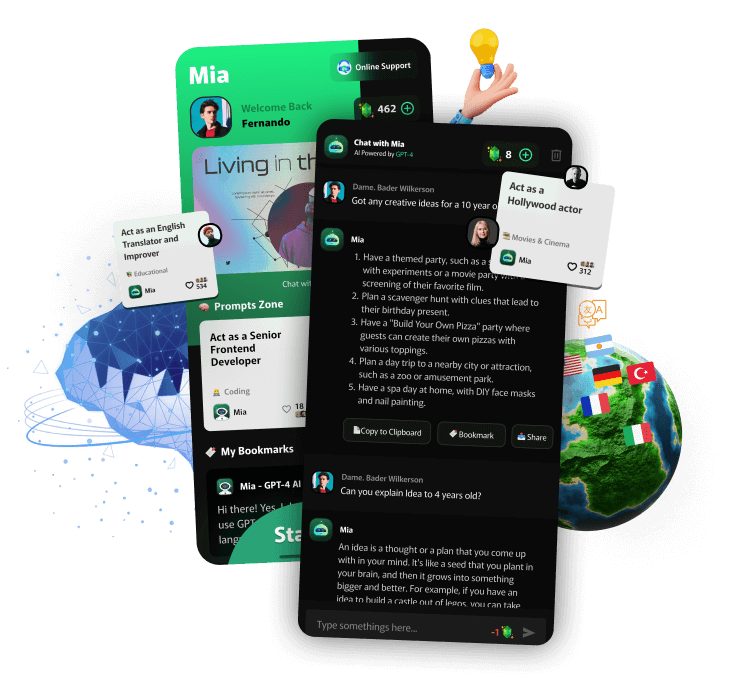 Mia
Online Support
Welcome Back
Fernando
462
Living in th
Chat with
Prompts Zone
Act as a Senior
Frontend
Developer
Coding
Mia
18
My Bookmarks
Mia - GPT-4 AI
Hi there! Yes, I
use GPT
lang
Sta
Act as an English
Translator and
Improver
Educational
Mia
534
Chat with Mia
AI Powered by GPT-4
8
Dame. Bader Wilkerson
Got any creative ideas for a 10 year o
Mia
1. Have a themed party, such as a s
with experiments or a movie party with a
screening of their favorite film.
2. Plan a scavenger hunt with clues that lead to
their birthday present.
3. Have a "Build Your Own Pizza" party where
guests can create their own pizzas with
various toppings.
4. Plan a day trip to a nearby city or attraction,
such as a zoo or amusement park.
5. Have a spa day at home, with DIY face masks
and nail painting.
Copy to Clipboard
Bookmark
Share
Dame. Bader Wilkerson
Can you explain Idea to 4 years old?
Mia
An idea is a thought or a plan that you come up
with in your mind. It's like a seed that you plant in
your brain, and then it grows into something
bigger and better. For example, if you have an
idea to build a castle out of legos, you can take
Type somethings here...
-1
Act as a
Hollywood actor
Movies & Cinema
Mia
312
文
A